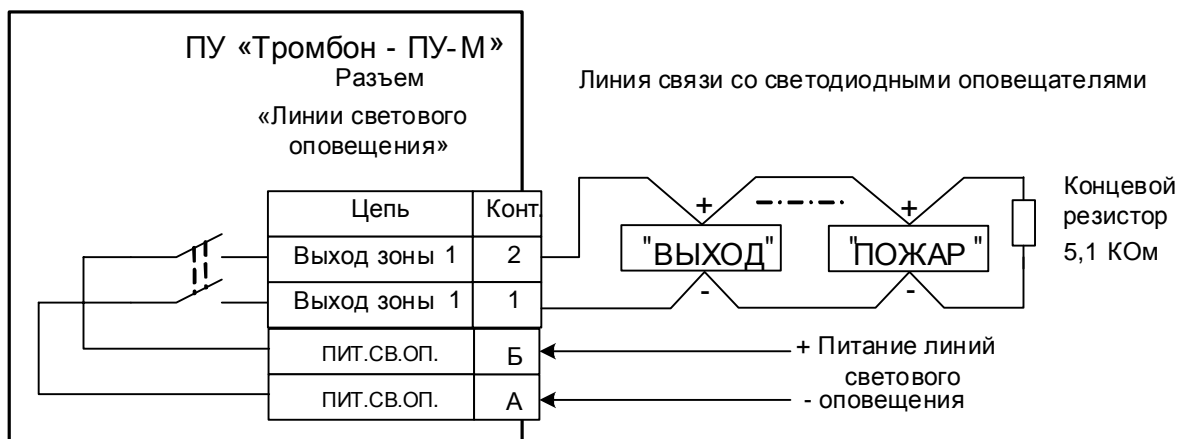 ПУ «Тромбон - ПУ-М»
Разъем
«Линии светового
оповещения»
Линия связи со светодиодными оповещателями
Цепь Конт.
Выход зоны 1 2
Выход зоны 1 1
ПИТ.СВ.ОП. Б
ПИТ.СВ.ОП. А
+ +
"ВЫХОД" "ПОЖАР "
- -
Концевой
резистор
5,1 КОм
+ Питание линий
светового
- оповещения